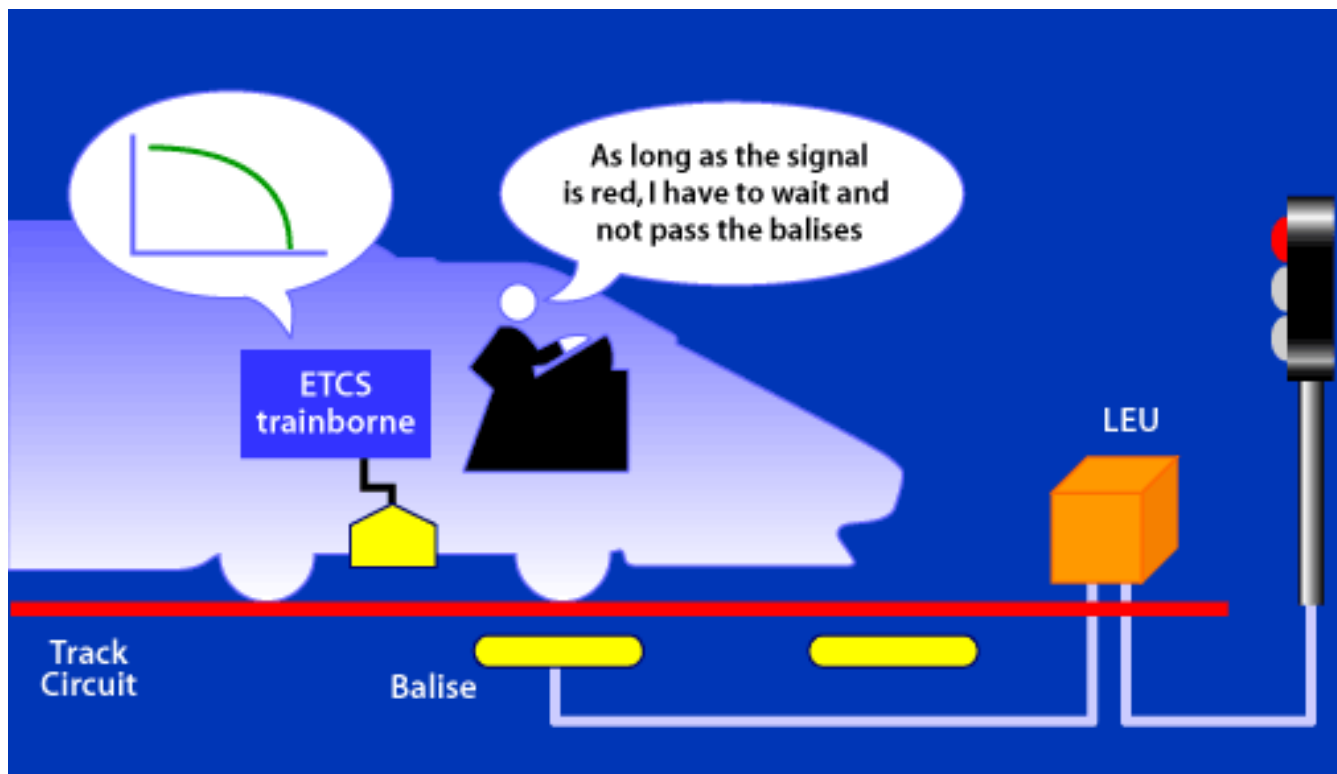 As long as the signal
is red, I have to wait and
not pass the balises
ETCS
trainborne
LEU
Track
Circuit
Balise